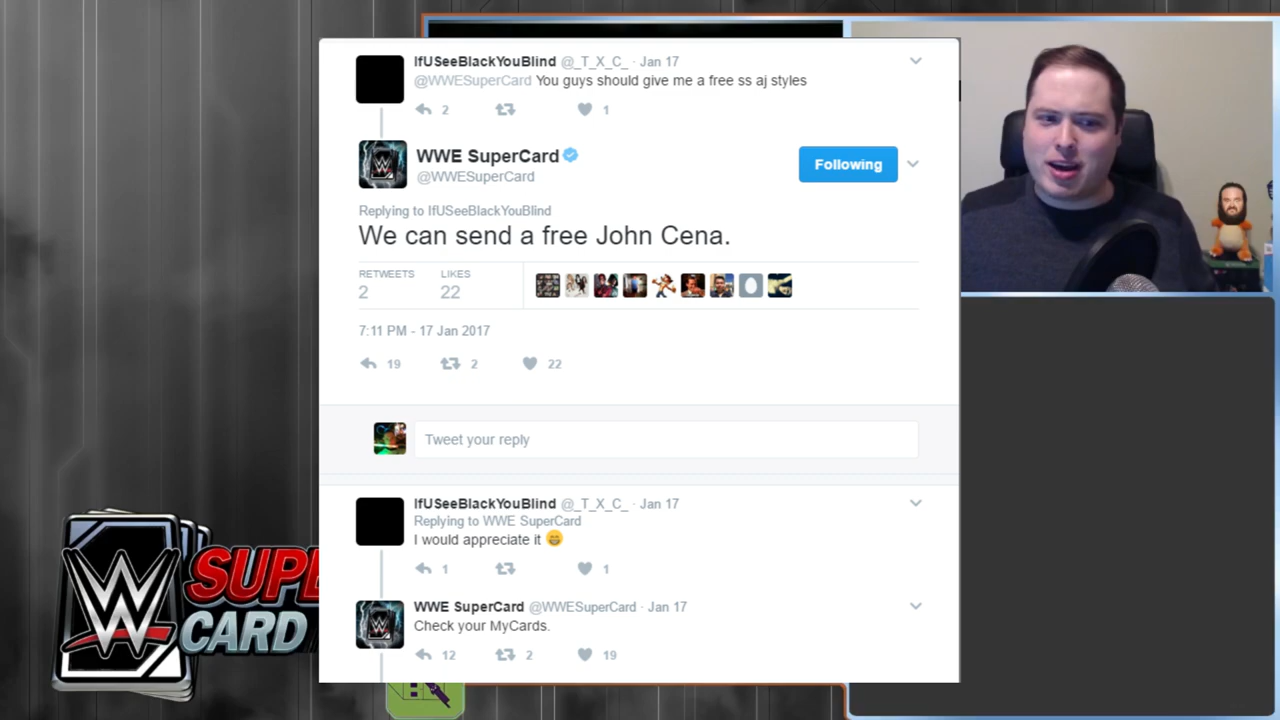 IfUSeeBlackYouBlind @_T_X_C_ · Jan 17
@WWESuperCard You guys should give me a free ss aj styles
2 1
WWE SuperCard
@WWESuperCard
Following
Replying to IfUSeeBlackYouBlind
We can send a free John Cena.
RETWEETS LIKES
2 22
7:11 PM - 17 Jan 2017
19 2 22
Tweet your reply
IfUSeeBlackYouBlind @_T_X_C_ · Jan 17
Replying to WWE SuperCard
I would appreciate it 😁
1 1
WWE SuperCard @WWESuperCard · Jan 17
Check your MyCards.
12 2 19
W
SUPE
CARD